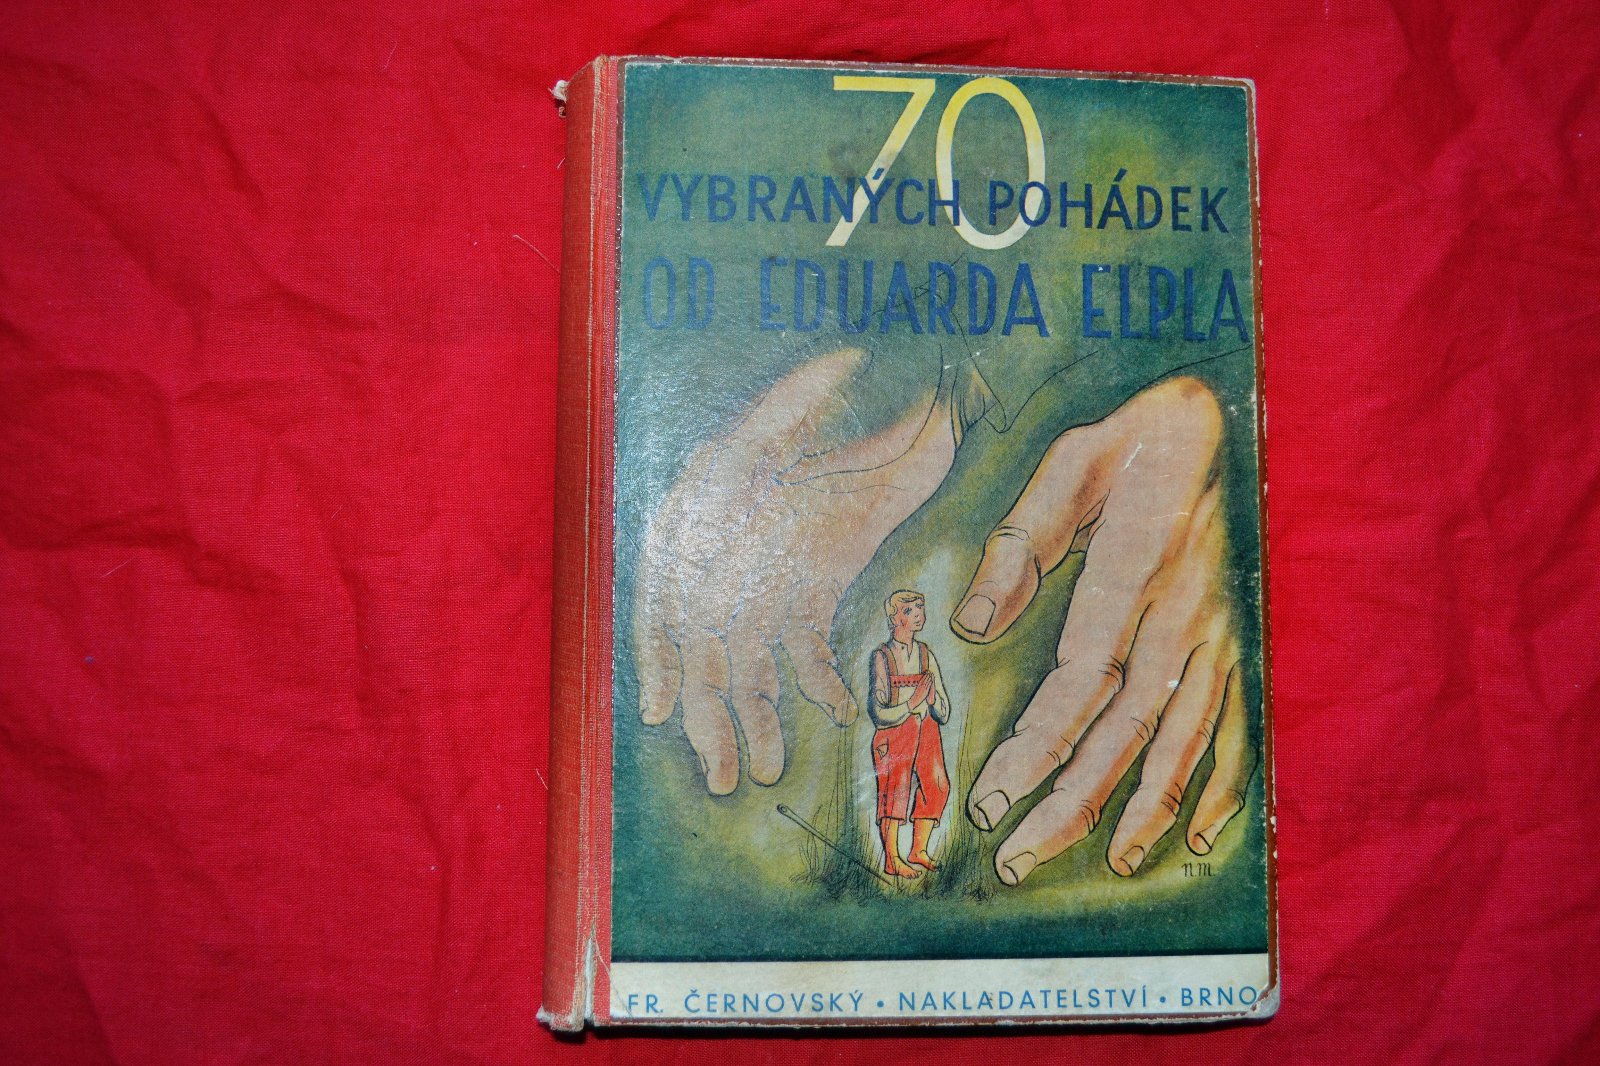 70
VYBRANÝCH POHÁDEK
OD EDUARDA ELPLA
n.m.
FR. ČERNOVSKÝ • NAKLADATELSTVÍ • BRNO